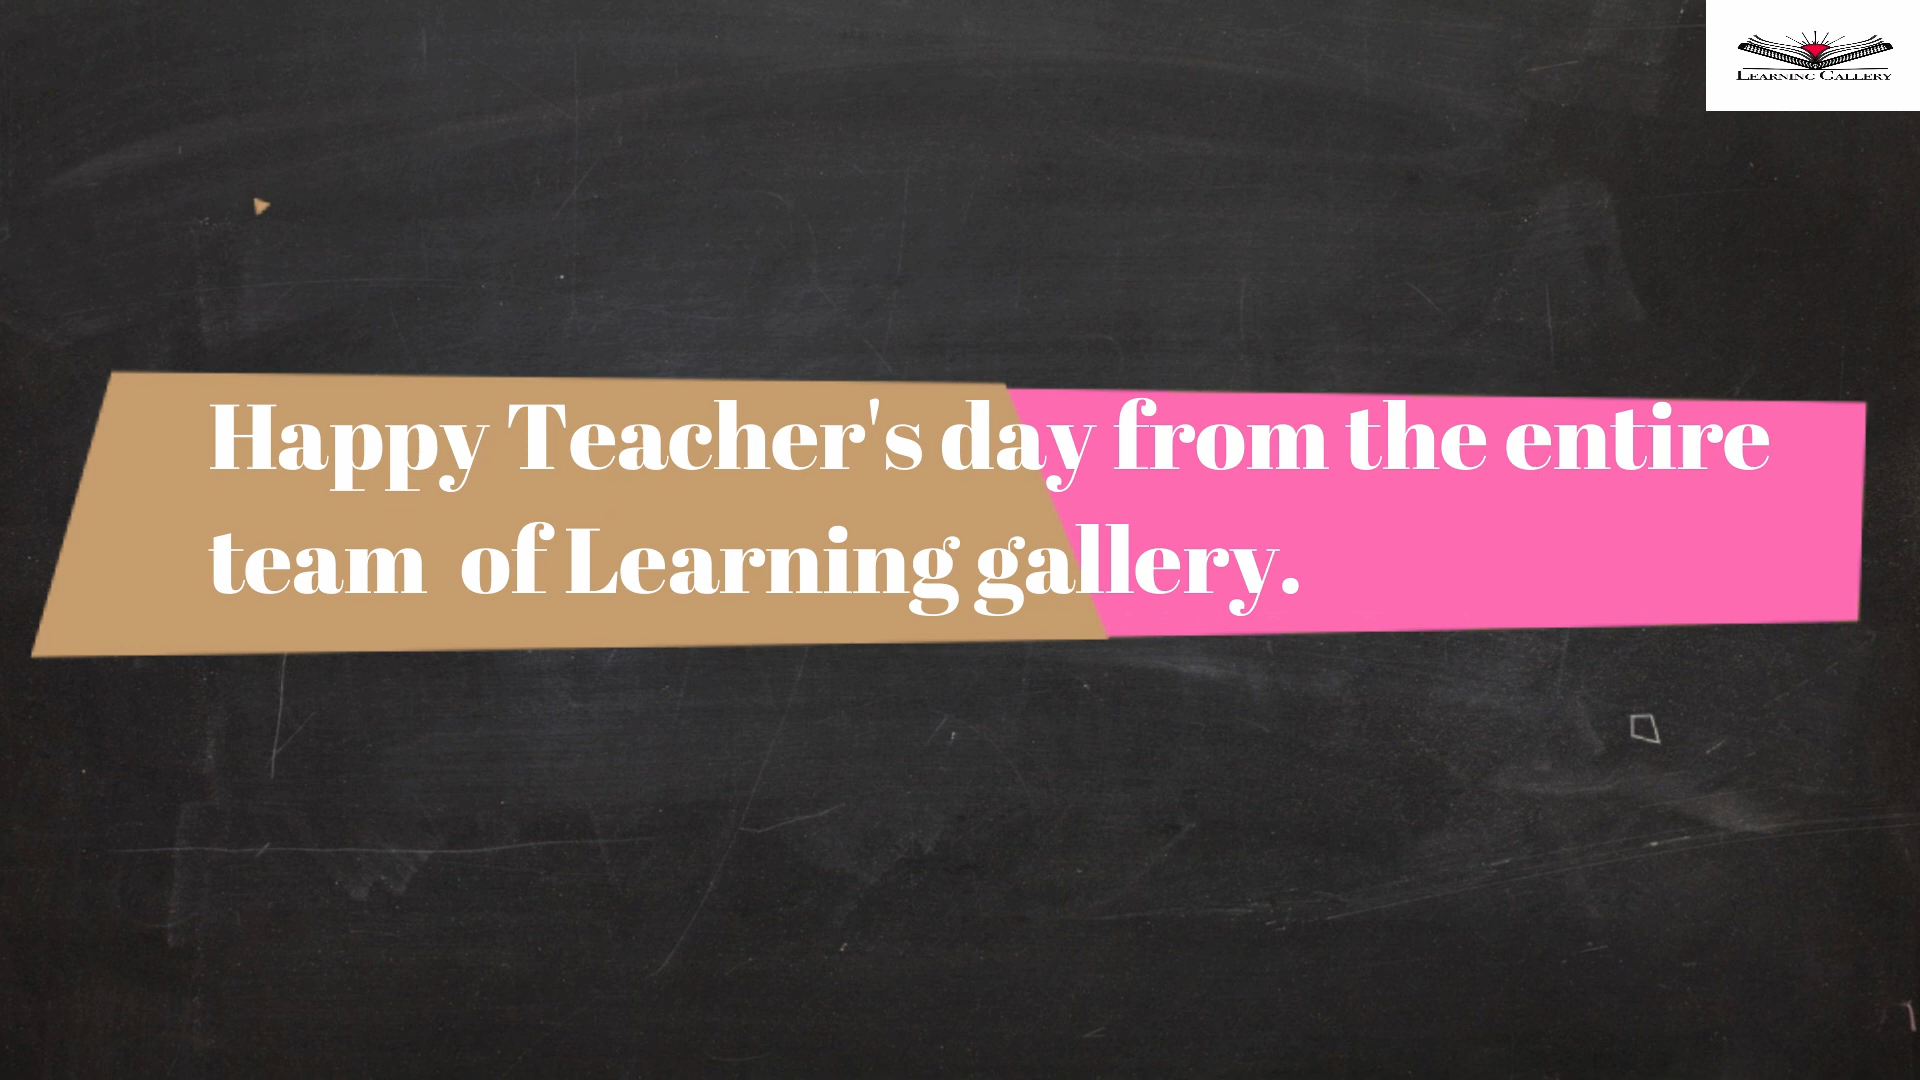 LEARNING GALLERY
Happy Teacher's day from the entire
team  of Learning gallery.